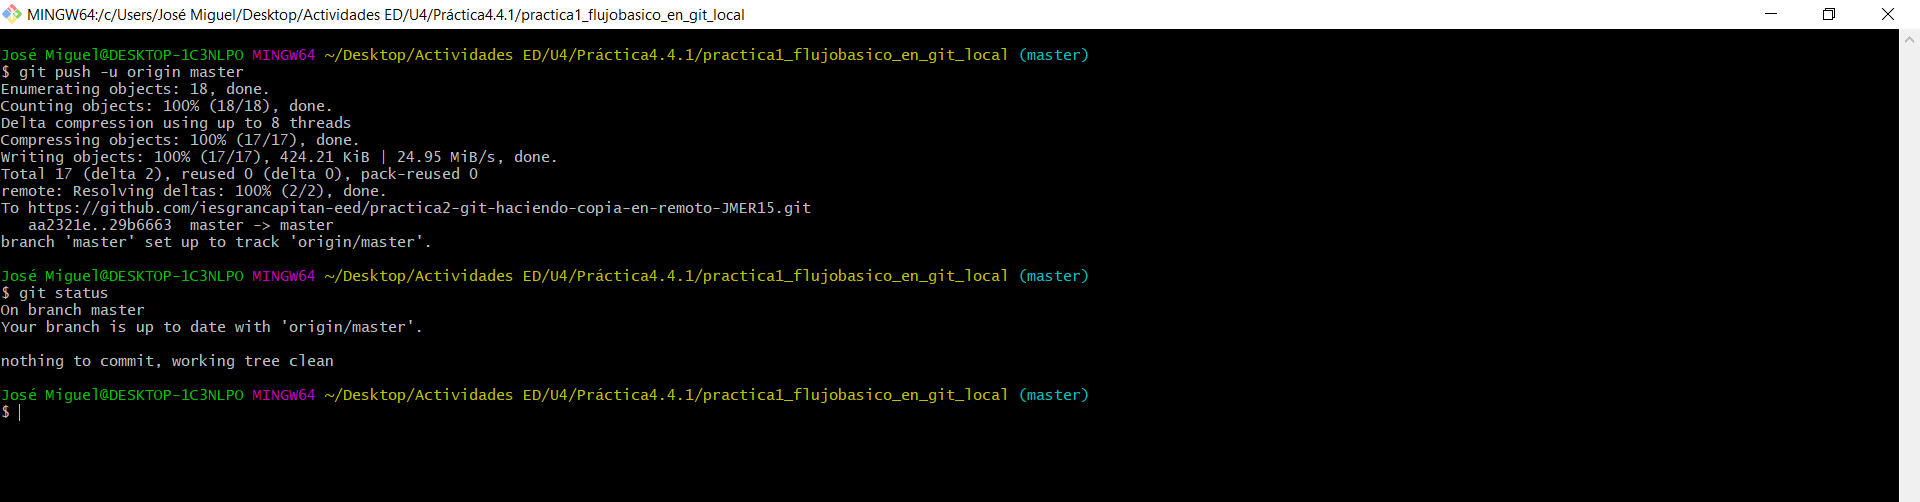 MINGW64:/c/Users/José Miguel/Desktop/Actividades ED/U4/Práctica4.4.1/practica1_flujobasico_en_git_local
José Miguel@DESKTOP-1C3NLPO MINGW64 ~/Desktop/Actividades ED/U4/Práctica4.4.1/practica1_flujobasico_en_git_local (master)
$ git push -u origin master
Enumerating objects: 18, done.
Counting objects: 100% (18/18), done.
Delta compression using up to 8 threads
Compressing objects: 100% (17/17), done.
Writing objects: 100% (17/17), 424.21 KiB | 24.95 MiB/s, done.
Total 17 (delta 2), reused 0 (delta 0), pack-reused 0
remote: Resolving deltas: 100% (2/2), done.
To https://github.com/iesgrancapitan-eed/practica2-git-haciendo-copia-en-remoto-JMER15.git
   aa2321e..29b6663  master -> master
branch 'master' set up to track 'origin/master'.
José Miguel@DESKTOP-1C3NLPO MINGW64 ~/Desktop/Actividades ED/U4/Práctica4.4.1/practica1_flujobasico_en_git_local (master)
$ git status
On branch master
Your branch is up to date with 'origin/master'.
nothing to commit, working tree clean
José Miguel@DESKTOP-1C3NLPO MINGW64 ~/Desktop/Actividades ED/U4/Práctica4.4.1/practica1_flujobasico_en_git_local (master)
$